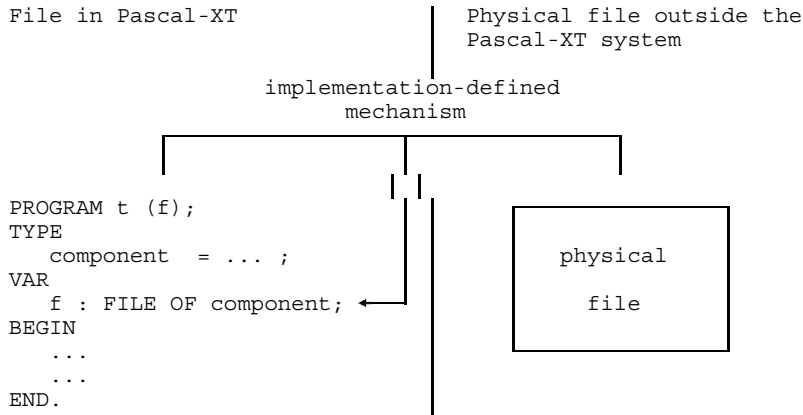 File in Pascal-XT
Physical file outside the
Pascal-XT system
implementation-defined
mechanism
PROGRAM t (f);
TYPE
component = ... ;
VAR
f : FILE OF component;
BEGIN
...
...
END.
physical
file